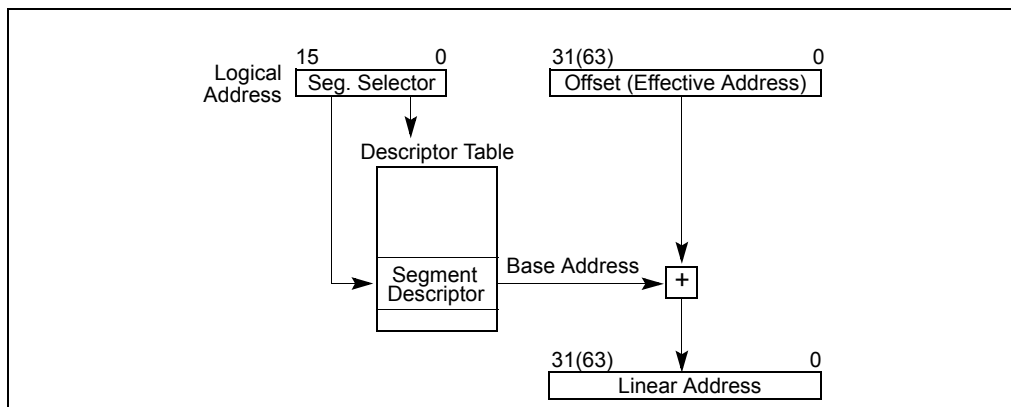 15 0 31(63) 0
Logical Address
Seg. Selector
Offset (Effective Address)
Descriptor Table
Segment Descriptor
Base Address
+
31(63) 0
Linear Address